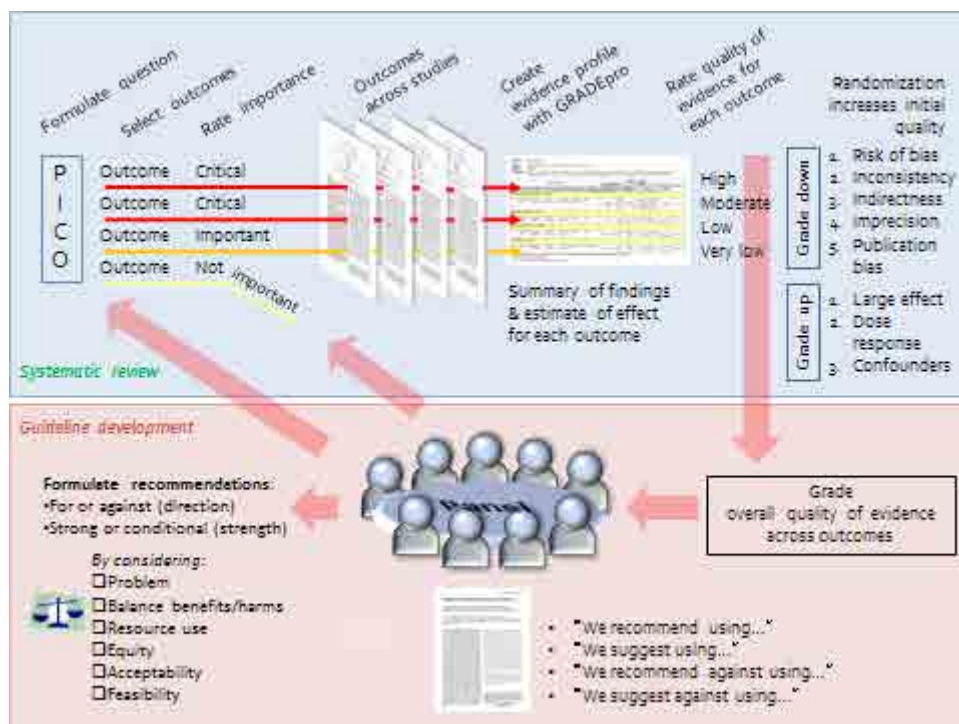 Formulate question
Select outcomes
Rate importance
Outcomes
across studies
Create
evidence profile
with GRADEpro
Rate quality of
evidence for
each outcome
Randomization
increases initial
quality
P
I
C
O
Outcome Critical
Outcome Critical
Outcome Important
Outcome Not important
High
Moderate
Low
Very low
Summary of findings
& estimate of effect
for each outcome
Grade down
1. Risk of bias
1. Inconsistency
3. Indirectness
4. Imprecision
5. Publication
bias
Grade up
1. Large effect
1. Dose
response
3. Confounders
Systematic review
Guideline development
Formulate recommendations:
•For or against (direction)
•Strong or conditional (strength)
By considering:
❑Problem
❑Balance benefits/harms
❑Resource use
❑Equity
❑Acceptability
❑Feasibility
Panel
Grade
overall quality of evidence
across outcomes
• "We recommend using…"
• "We suggest using…"
• "We recommend against using…"
• "We suggest against using…"